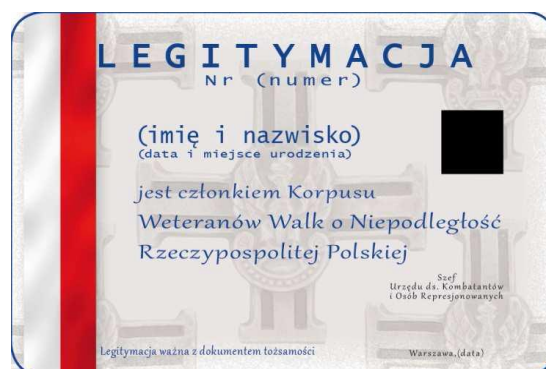 LEGITYMACJA
Nr (numer)
(imię i nazwisko)
(data i miejsce urodzenia)
jest członkiem Korpusu
Weteranów Walk o Niepodległość
Rzeczypospolitej Polskiej
Szef
Urzędu ds. Kombatantów
i Osób Represjonowanych
Legitymacja ważna z dokumentem tożsamości
Warszawa,(data)